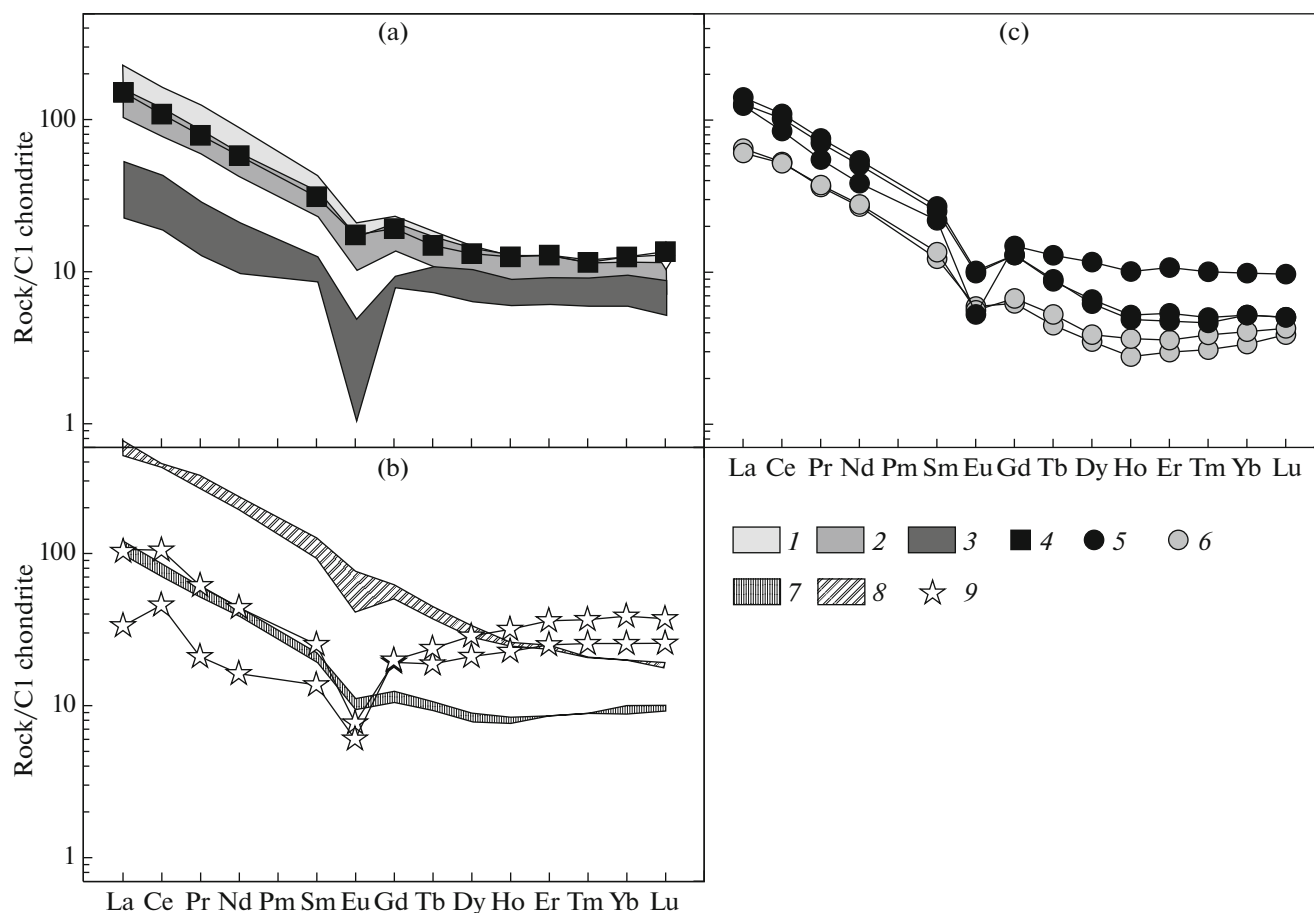 (a)
(c)
100
10
1
Rock/C1 chondrite
La Ce Pr Nd Pm Sm Eu Gd Tb Dy Ho Er Tm Yb Lu
(b)
100
10
1
Rock/C1 chondrite
La Ce Pr Nd Pm Sm Eu Gd Tb Dy Ho Er Tm Yb Lu
1 2 3 4 5 6
7 8 9